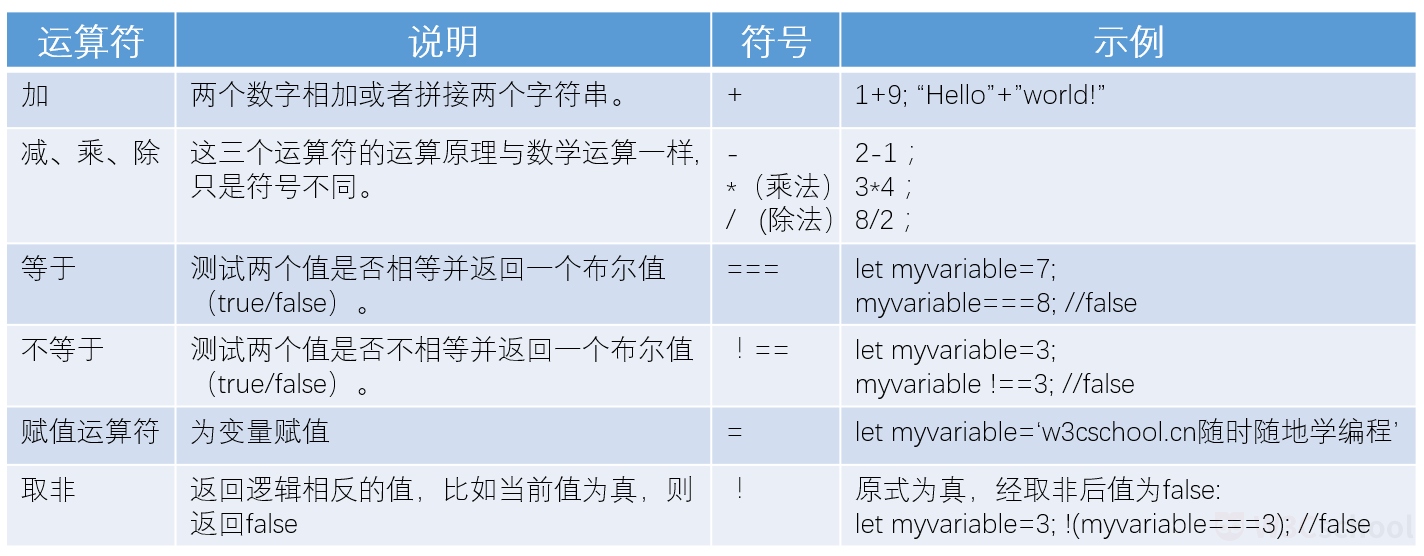 运算符 说明 符号 示例
加 两个数字相加或者拼接两个字符串。 + 1+9; “Hello”+”world!”
减、乘、除 这三个运算符的运算原理与数学运算一样, - 2-1；
只是符号不同。 *（乘法） 3*4；
/ （除法） 8/2；
等于 测试两个值是否相等并返回一个布尔值 === let myvariable=7;
（true/false）。 myvariable===8; //false
不等于 测试两个值是否不相等并返回一个布尔值 ！== let myvariable=3;
（true/false）。 myvariable !==3; //false
赋值运算符 为变量赋值 = let myvariable=‘w3cschool.cn随时随地学编程’
取非 返回逻辑相反的值，比如当前值为真，则 ！ 原式为真，经取非后值为false:
返回false let myvariable=3; !(myvariable===3); //false
w3cschool